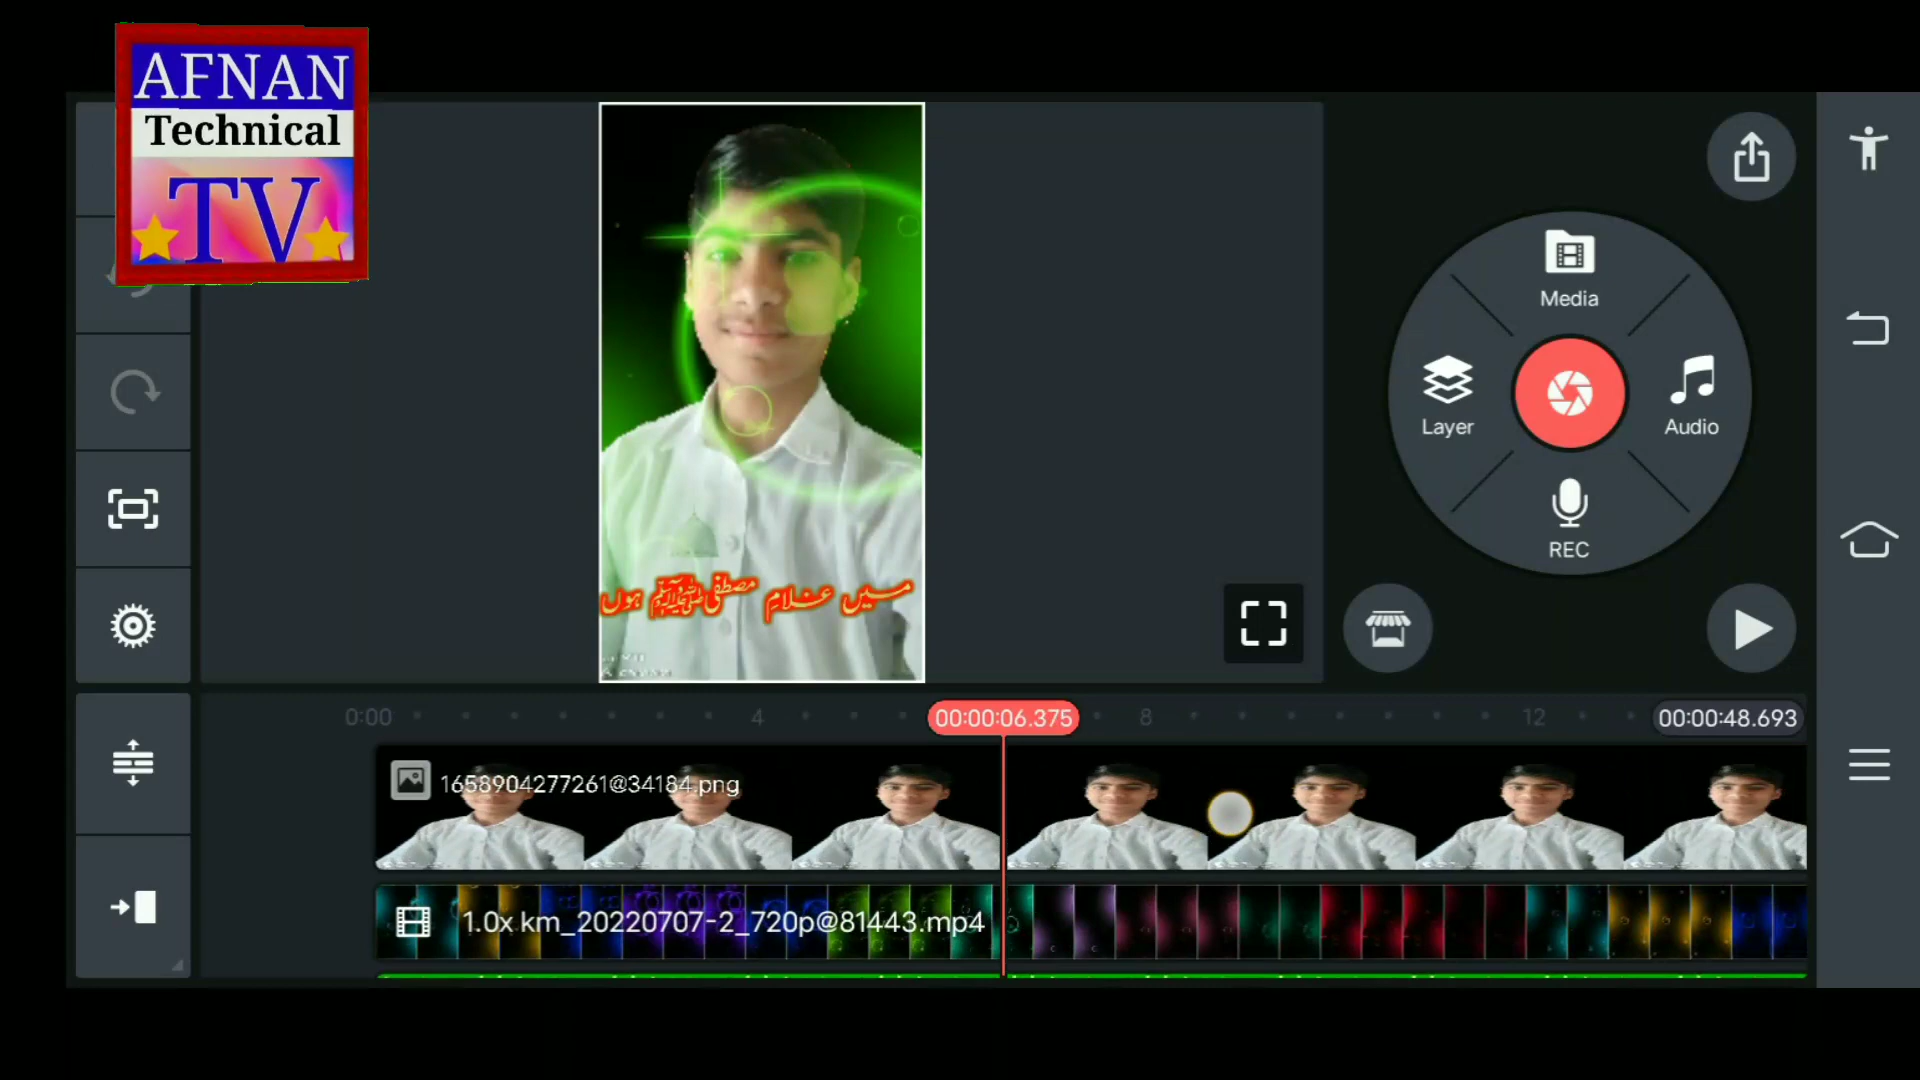 AFNAN
Technical
TV
Media
Layer
Audio
REC
میں غلامِ مصطفیٰ ﷺ ہوں
0:00
4
00:00:06.375
8
12
00:00:48.693
1658904277261@34184.png
1.0x km_20220707-2_720p@81443.mp4